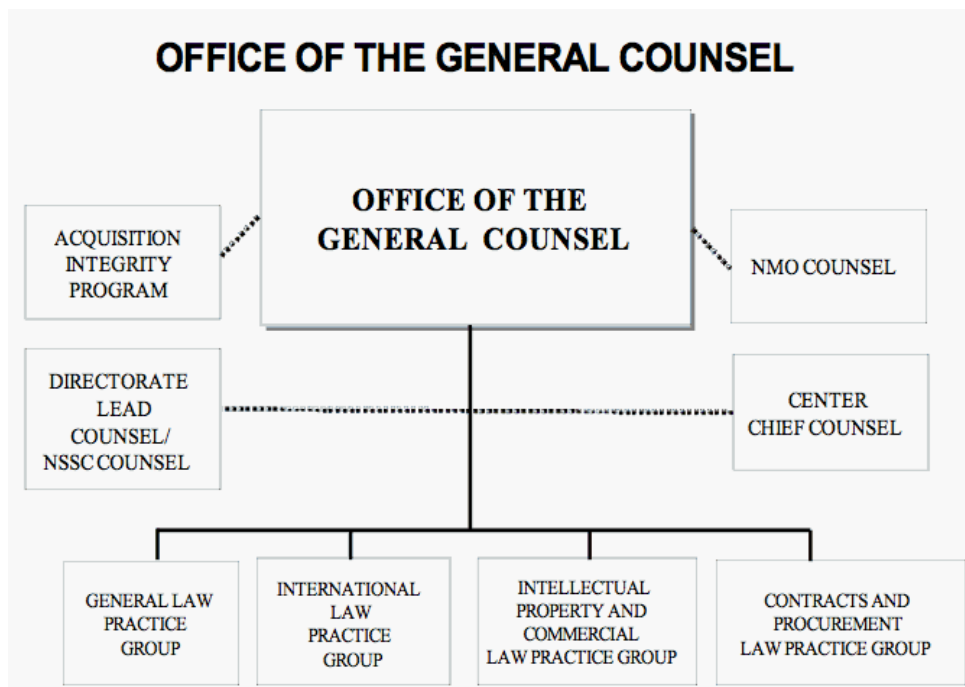 OFFICE OF THE GENERAL COUNSEL
OFFICE OF THE
GENERAL COUNSEL
ACQUISITION
INTEGRITY
PROGRAM
NMO COUNSEL
DIRECTORATE
LEAD
COUNSEL/
NSSC COUNSEL
CENTER
CHIEF COUNSEL
GENERAL LAW
PRACTICE
GROUP
INTERNATIONAL
LAW
PRACTICE
GROUP
INTELLECTUAL
PROPERTY AND
COMMERCIAL
LAW PRACTICE GROUP
CONTRACTS AND
PROCUREMENT
LAW PRACTICE GROUP